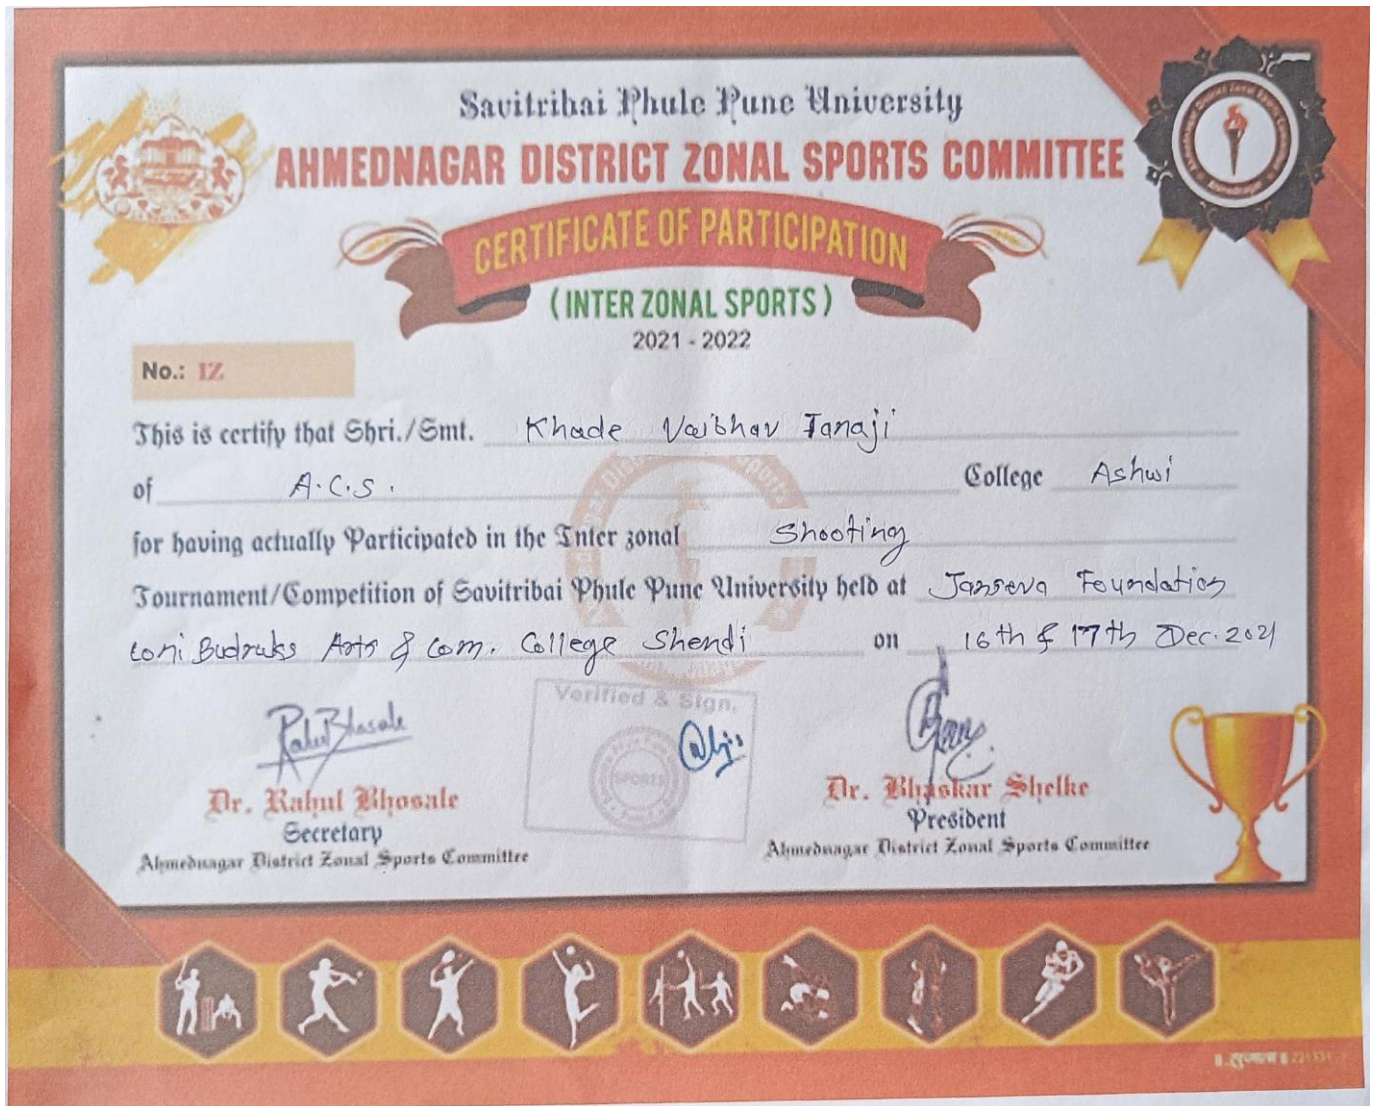 Savitribai Phule Pune University
AHMEDNAGAR DISTRICT ZONAL SPORTS COMMITTEE
CERTIFICATE OF PARTICIPATION
(INTER ZONAL SPORTS)
2021 - 2022
No.: IZ
This is certify that Shri./Smt. Khade Vaibhav Tanaji
of A.C.S. College Ashwi
for having actually Participated in the Inter zonal Shooting
Tournament/Competition of Savitribai Phule Pune University held at Janseva Foundation
Loni Budruks Arts & Com. College Shendi on 16th & 17th Dec. 2021
Verified & Sign.
SPORTS
Rahul Bhosale
Dr. Rahul Bhosale
Secretary
Ahmednagar District Zonal Sports Committee
Dr. Bhaskar Shelke
President
Ahmednagar District Zonal Sports Committee